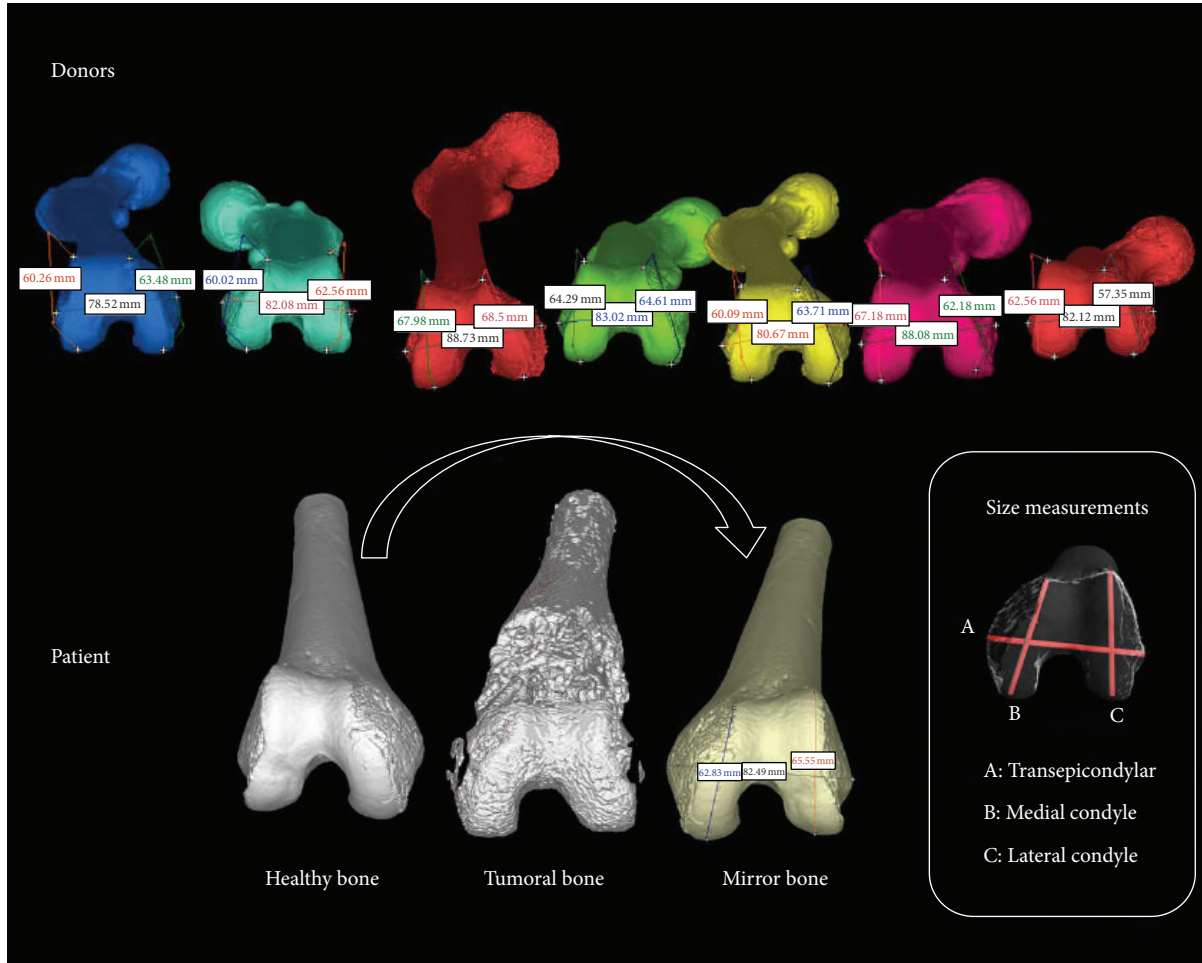 Donors
60.26 mm
63.48 mm
78.52 mm
60.02 mm
62.56 mm
82.08 mm
67.98 mm
68.5 mm
88.73 mm
64.29 mm
64.61 mm
83.02 mm
60.09 mm
63.71 mm
80.67 mm
67.18 mm
62.18 mm
88.08 mm
62.56 mm
57.35 mm
82.12 mm
Patient
62.83 mm
82.49 mm
65.55 mm
Healthy bone
Tumoral bone
Mirror bone
Size measurements
A
B
C
A: Transepicondylar
B: Medial condyle
C: Lateral condyle